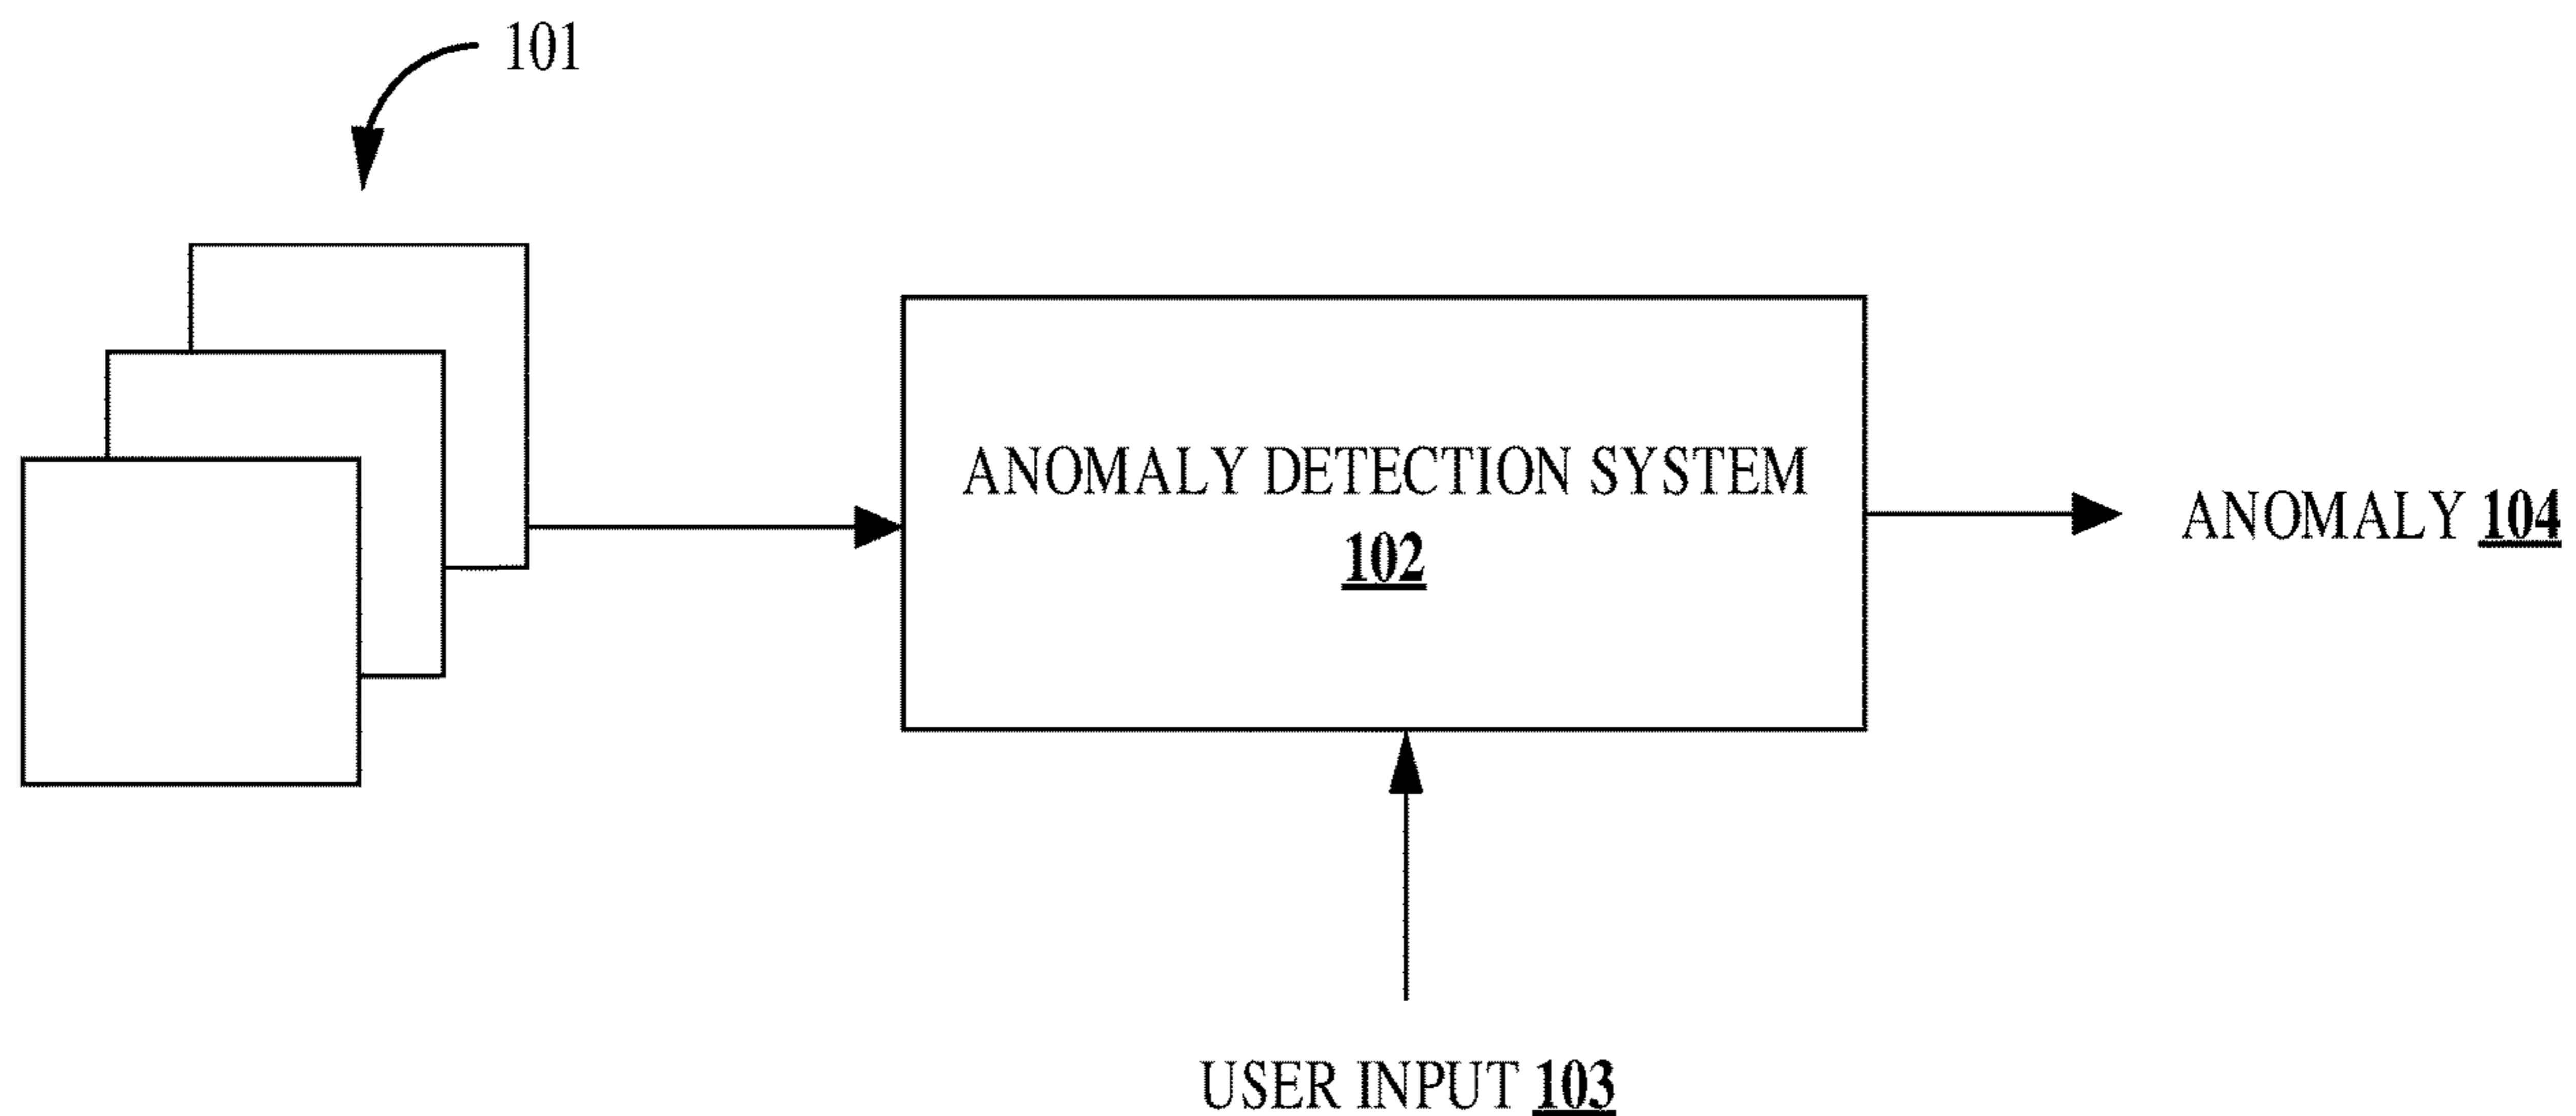 101
ANOMALY DETECTION SYSTEM
102
ANOMALY 104
USER INPUT 103